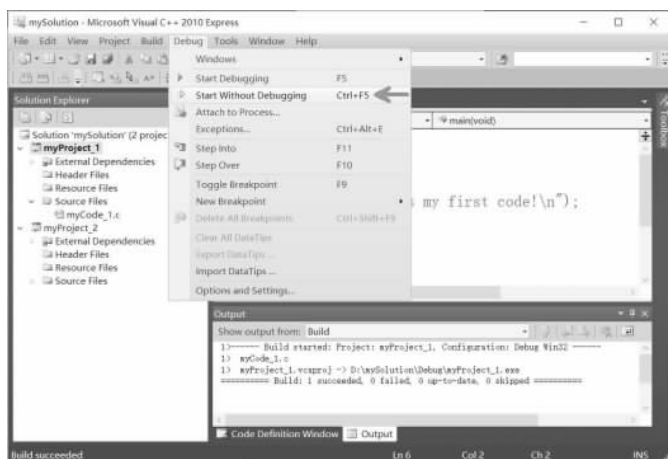 mySolution - Microsoft Visual C++ 2010 Express
File Edit View Project Build Debug Tools Window Help
Windows
Start Debugging F5
Start Without Debugging Ctrl+F5
Attach to Process...
Exceptions... Ctrl+Alt+E
Step Into F11
Step Over F10
Toggle Breakpoint F9
New Breakpoint
Delete All Breakpoints Ctrl+Shift+F9
Clear All DataTips
Export DataTips ...
Import DataTips ...
Options and Settings...
Solution Explorer
Solution 'mySolution' (2 projec
myProject_1
External Dependencies
Header Files
Resource Files
Source Files
myCode_1.c
myProject_2
External Dependencies
Header Files
Resource Files
Source Files
main(void)
s my first code!\n");
Toolbox
Output
Show output from: Build
1>------ Build started: Project: myProject_1, Configuration: Debug Win32 ------
1> myCode_1.c
1> myProject_1.vcxproj -> D:\mySolution\Debug\myProject_1.exe
========== Build: 1 succeeded, 0 failed, 0 up-to-date, 0 skipped ==========
Code Definition Window Output
Build succeeded Ln 6 Col 2 Ch 2 INS